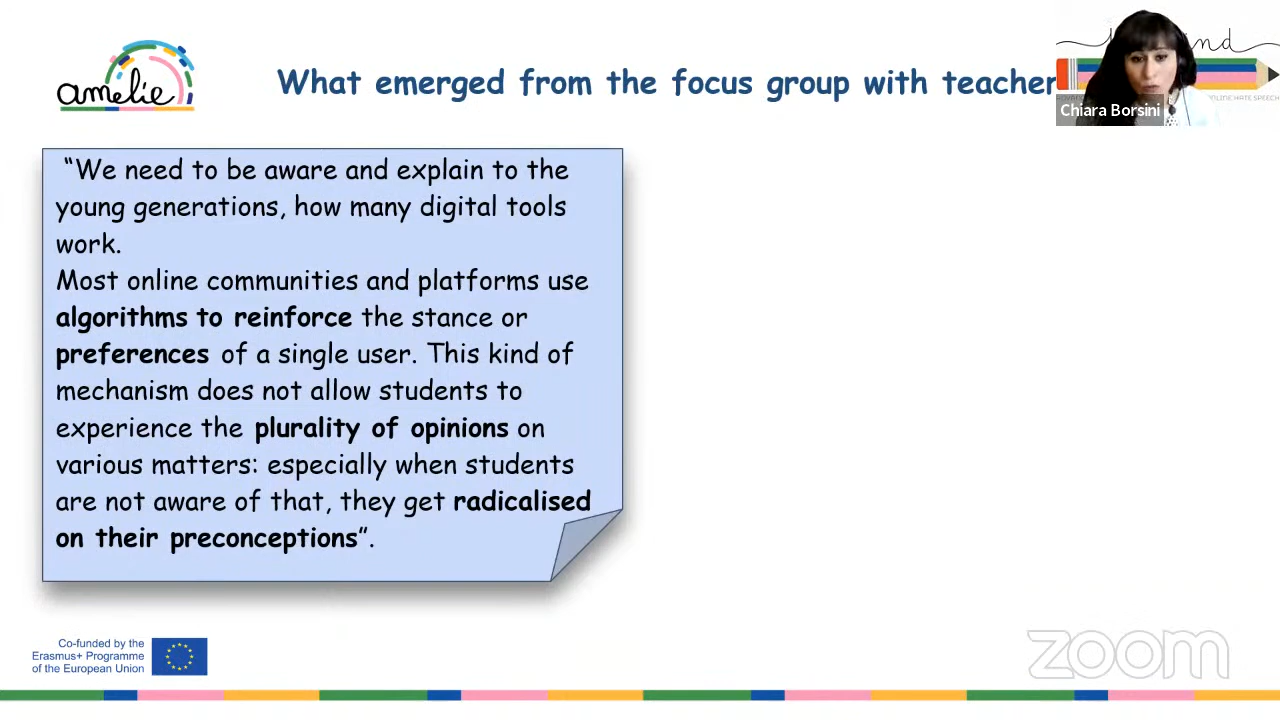 amelie
What emerged from the focus group with teacher
Chiara Borsini
ONLINE HATE SPEECH
“We need to be aware and explain to the
young generations, how many digital tools
work.
Most online communities and platforms use
algorithms to reinforce the stance or
preferences of a single user. This kind of
mechanism does not allow students to
experience the plurality of opinions on
various matters: especially when students
are not aware of that, they get radicalised
on their preconceptions”.
Co-funded by the
Erasmus+ Programme
of the European Union
zoom